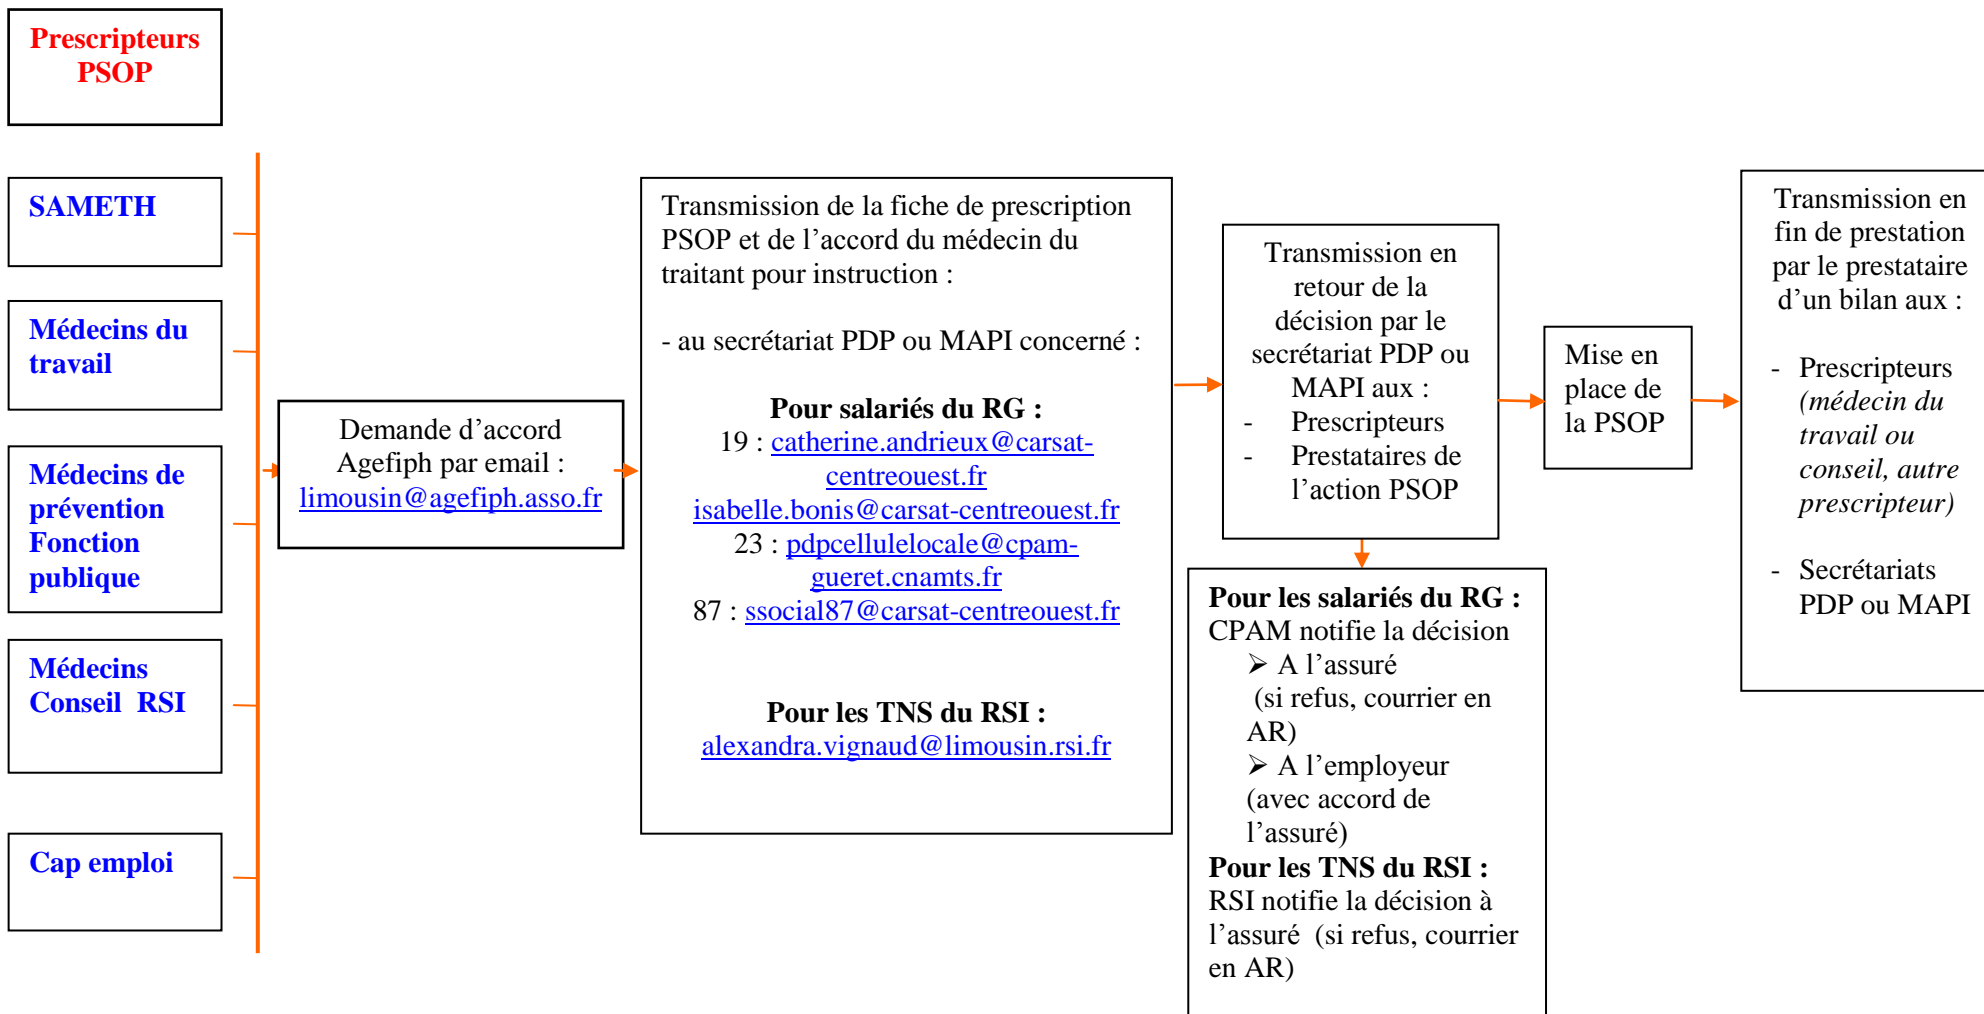 Prescripteurs
PSOP
SAMETH
Médecins du
travail
Médecins de
prévention
Fonction
publique
Médecins
Conseil  RSI
Cap emploi
Demande d’accord
Agefiph par email :
limousin@agefiph.asso.fr
Transmission de la fiche de prescription
PSOP et de l’accord du médecin du
traitant pour instruction :
- au secrétariat PDP ou MAPI concerné :
Pour salariés du RG :
19 : catherine.andrieux@carsat-
centreouest.fr
isabelle.bonis@carsat-centreouest.fr
23 : pdpcellulelocale@cpam-
gueret.cnamts.fr
87 : ssocial87@carsat-centreouest.fr
Pour les TNS du RSI :
alexandra.vignaud@limousin.rsi.fr
Transmission en
retour de la
décision par le
secrétariat PDP ou
MAPI aux :
- Prescripteurs
- Prestataires de
l’action PSOP
Pour les salariés du RG :
CPAM notifie la décision
➢ A l’assuré
(si refus, courrier en
AR)
➢ A l’employeur
(avec accord de
l’assuré)
Pour les TNS du RSI :
RSI notifie la décision à
l’assuré  (si refus, courrier
en AR)
Mise en
place de
la PSOP
Transmission en
fin de prestation
par le prestataire
d’un bilan aux :
- Prescripteurs
(médecin du
travail ou
conseil, autre
prescripteur)
- Secrétariats
PDP ou MAPI